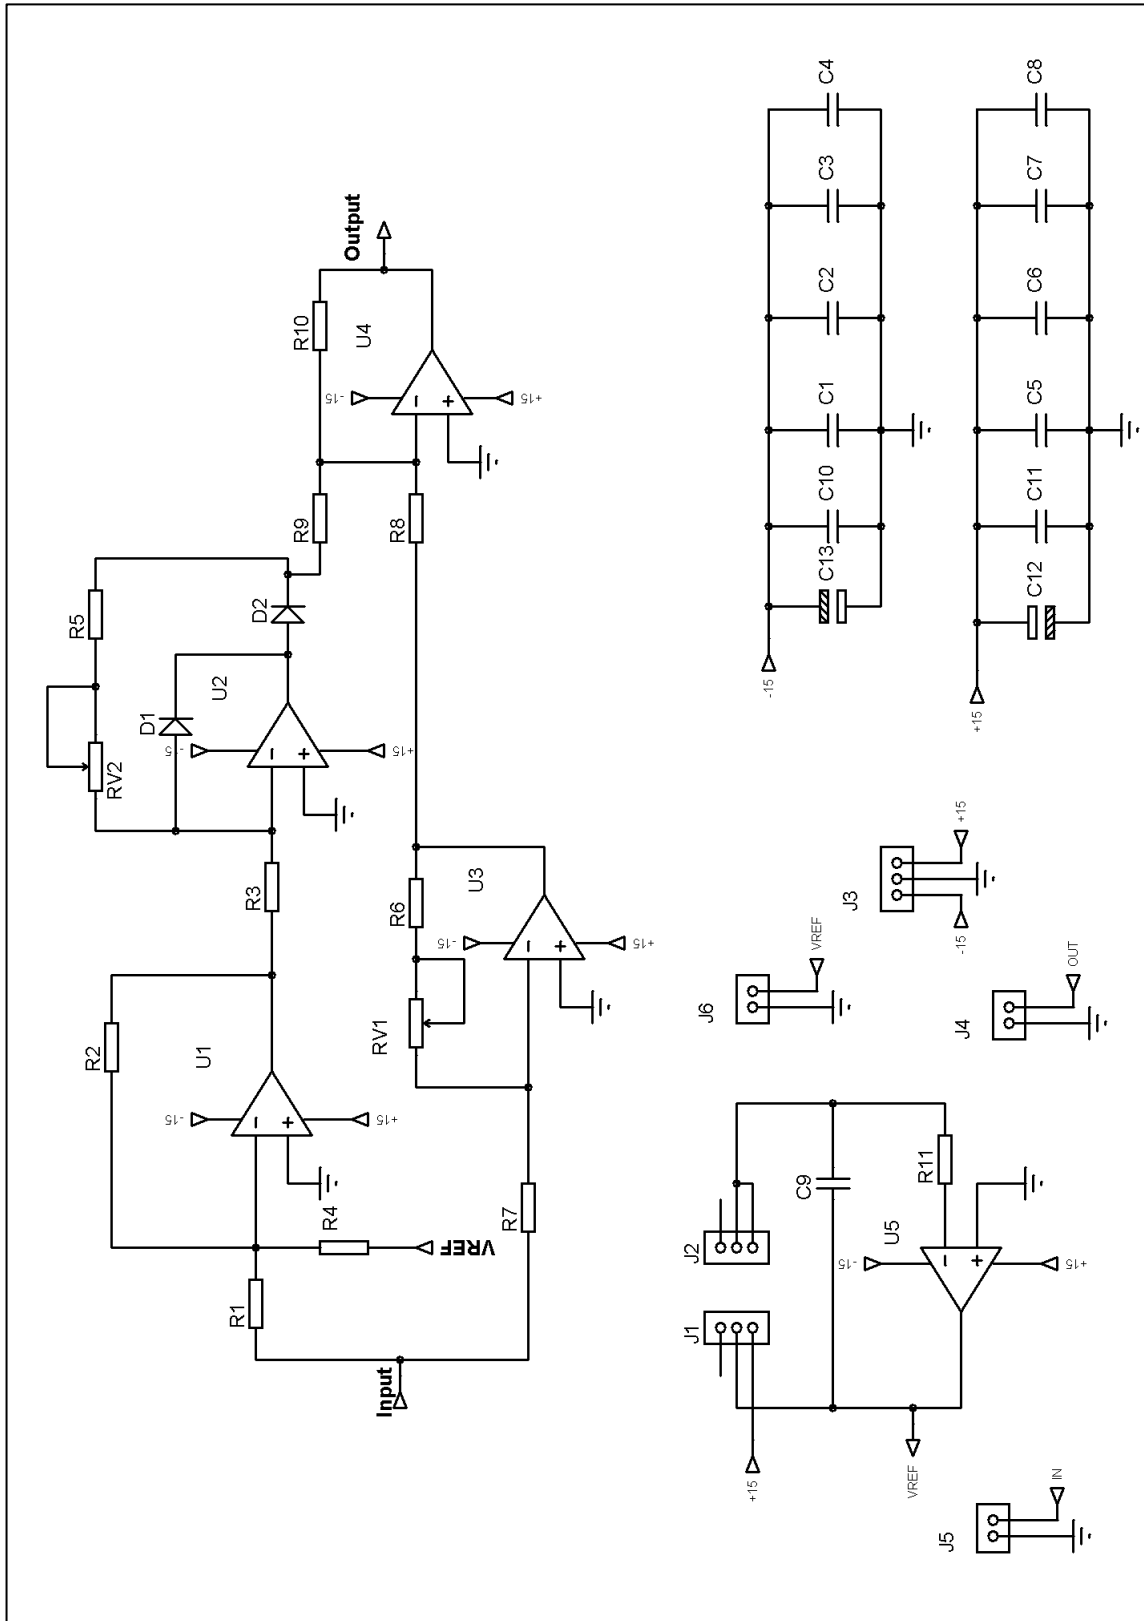 Input
R1
R4
VREF
R2
U1
-15
+15
R3
RV2
R5
D1
U2
-15
+15
D2
R7
RV1
R6
U3
-15
+15
R9
R8
R10
U4
-15
+15
Output
J5
IN
+15
VREF
J1
J2
C9
R11
U5
-15
+15
J4
OUT
J6
VREF
J3
-15
+15
-15
C13
C10
C1
C2
C3
C4
+15
C12
C11
C5
C6
C7
C8